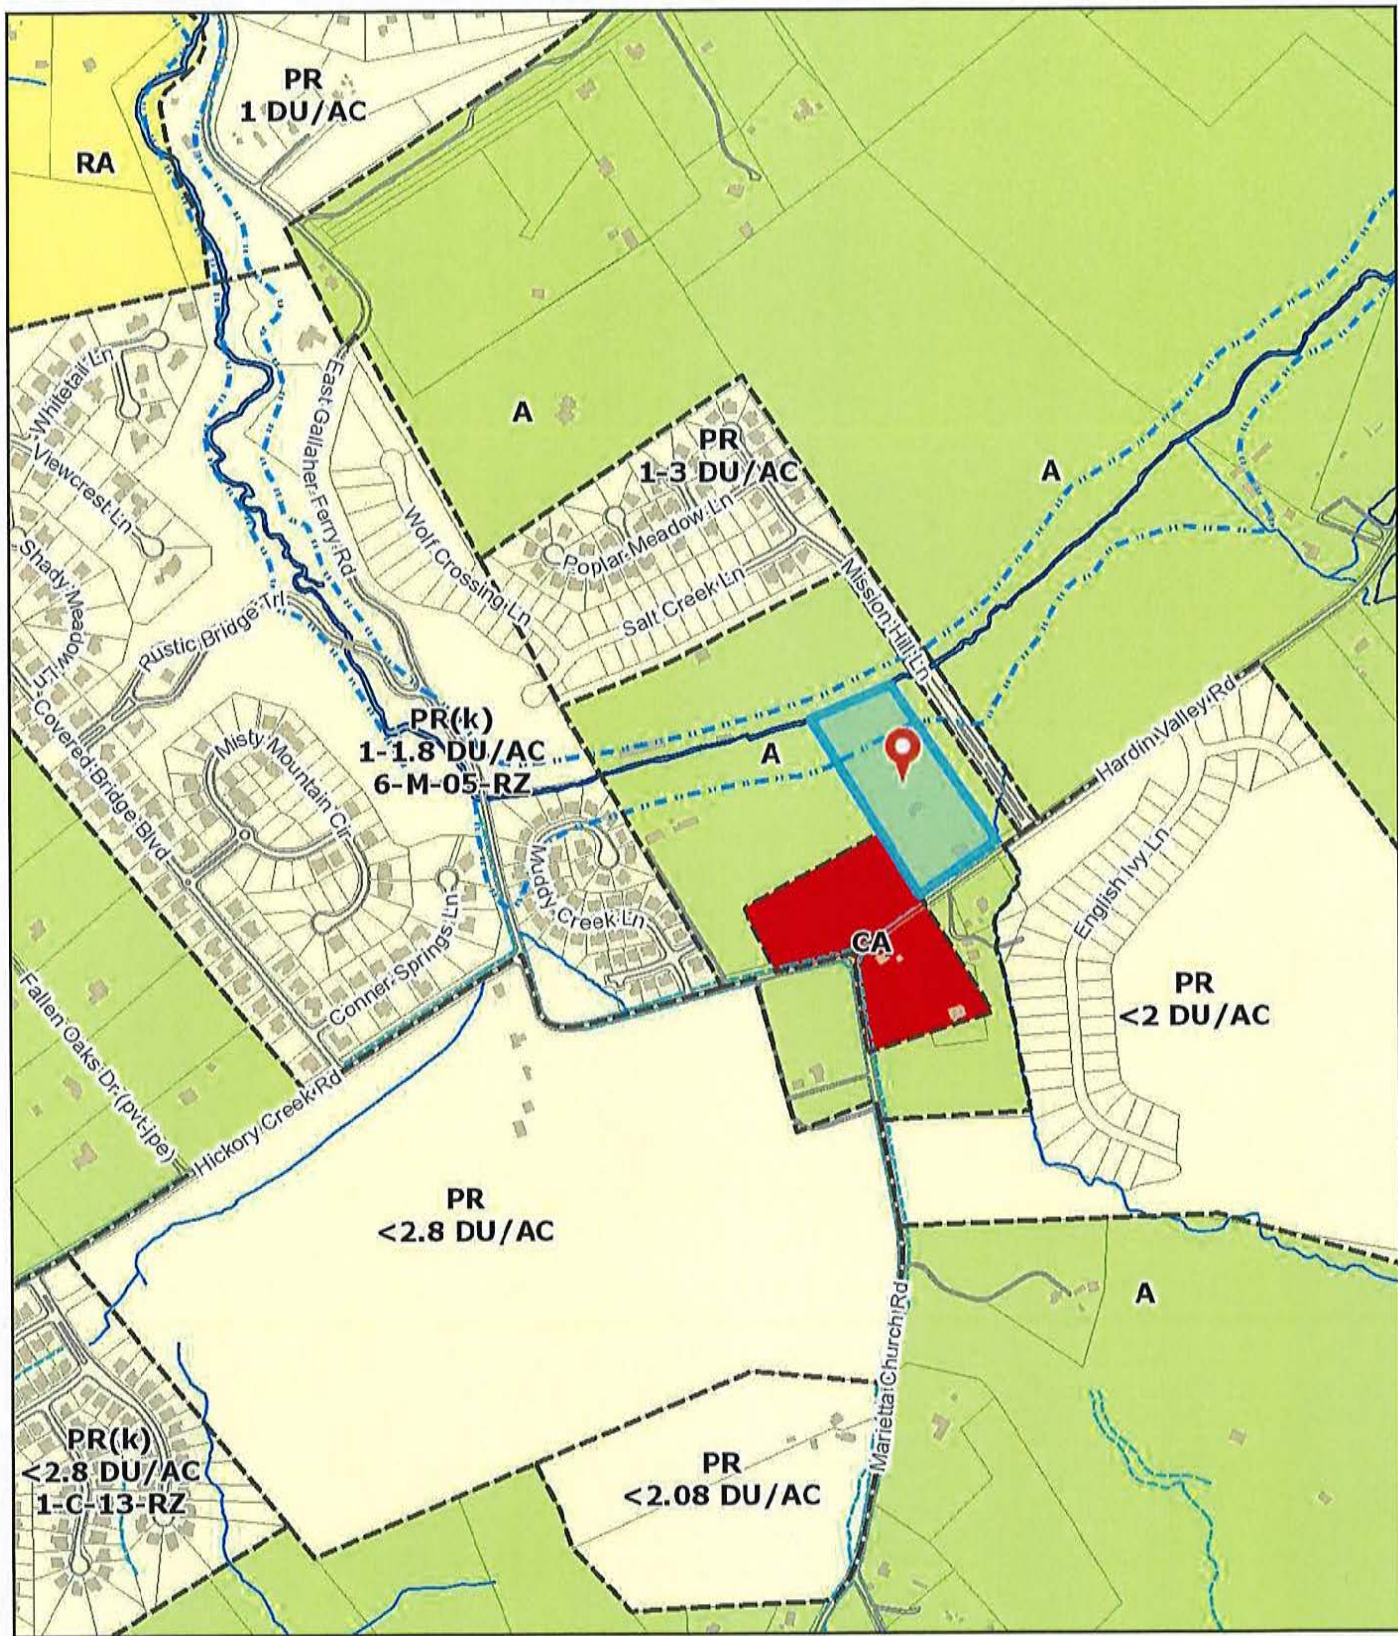 PR
1 DU/AC
RA
Whitetail Ln
Viewcrest Ln
East Gallaher Ferry Rd
A
PR
1-3 DU/AC
A
Wolf Crossing Ln
Poplar Meadow Ln
Salt Creek Ln
Mission Hill Ln
Shady Meadow Ln
Rustic Bridge Trl
Hardin Valley Rd
PR(k)
1-1.8 DU/AC
6-M-05-RZ
A
Covered Bridge Blvd
Misty Mountain Cir
Muddy Creek Ln
English Ivy Ln
Conner Springs Ln
CA
PR
<2 DU/AC
Fallen Oaks Dr (pvt-jpe)
Hickory Creek Rd
PR
<2.8 DU/AC
A
Marietta Church Rd
PR(k)
<2.8 DU/AC
1-C-13-RZ
PR
<2.08 DU/AC